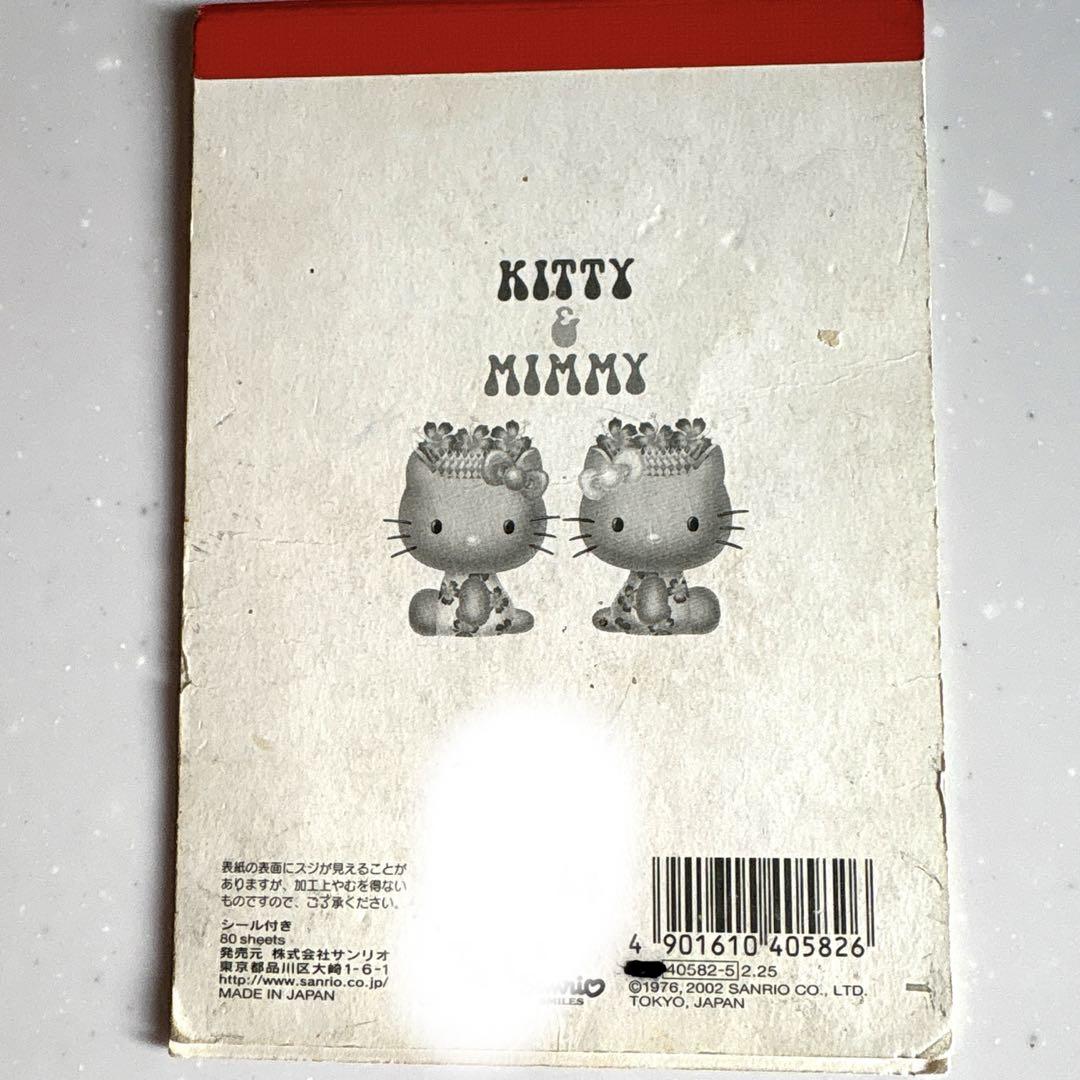 KITTY
&
MIMMY
表紙の表面にスジが見えることが
ありますが、加工上やむを得ない
ものですので、ご了承ください。
シール付き
80 sheets
発売元 株式会社サンリオ
東京都品川区大崎1-6-1
http://www.sanrio.co.jp/
MADE IN JAPAN
SMILES
4 901610 405826
40582-5 2.25
©1976, 2002 SANRIO CO., LTD.
TOKYO, JAPAN